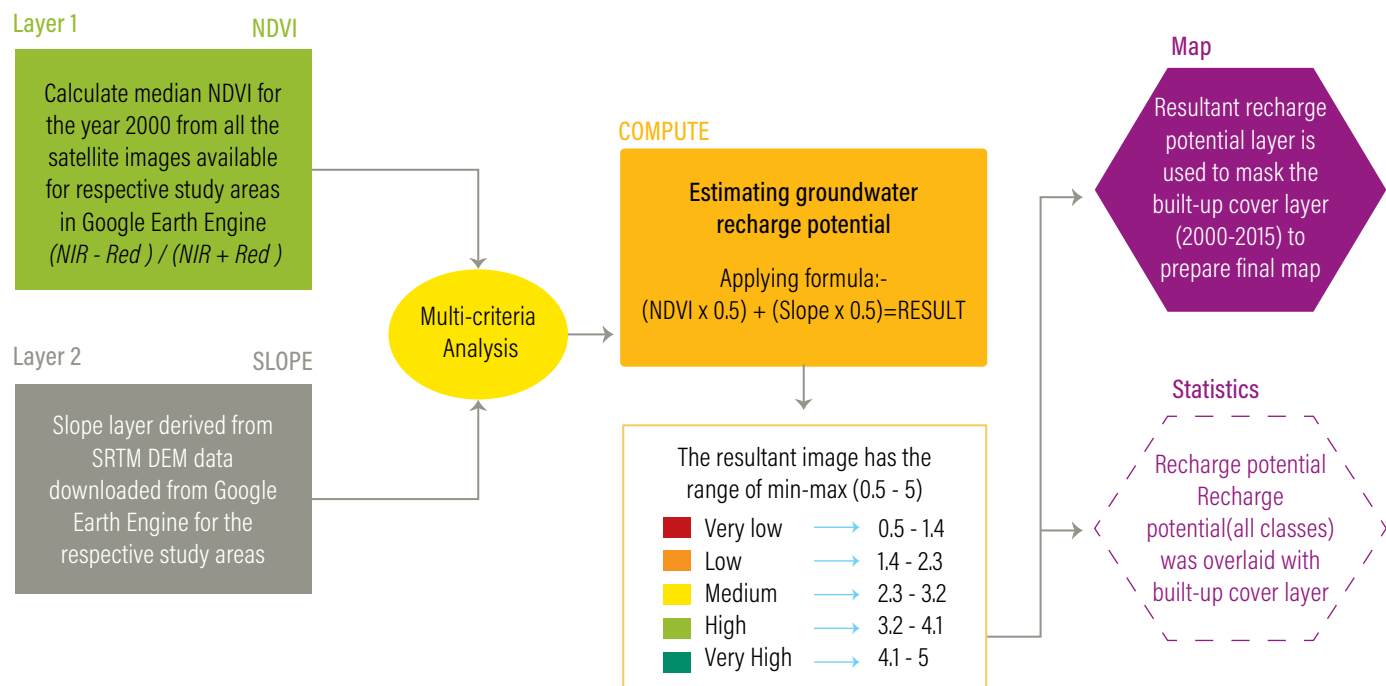 Layer 1
NDVI
Calculate median NDVI for
the year 2000 from all the
satellite images available
for respective study areas
in Google Earth Engine
(NIR - Red ) / (NIR + Red )
Layer 2
SLOPE
Slope layer derived from
SRTM DEM data
downloaded from Google
Earth Engine for the
respective study areas
Multi-criteria
Analysis
COMPUTE
Estimating groundwater
recharge potential
Applying formula:-
(NDVI x 0.5) + (Slope x 0.5)=RESULT
The resultant image has the
range of min-max (0.5 - 5)
Very low 0.5 - 1.4
Low 1.4 - 2.3
Medium 2.3 - 3.2
High 3.2 - 4.1
Very High 4.1 - 5
Map
Resultant recharge
potential layer is
used to mask the
built-up cover layer
(2000-2015) to
prepare final map
Statistics
Recharge potential
Recharge
potential(all classes)
was overlaid with
built-up cover layer